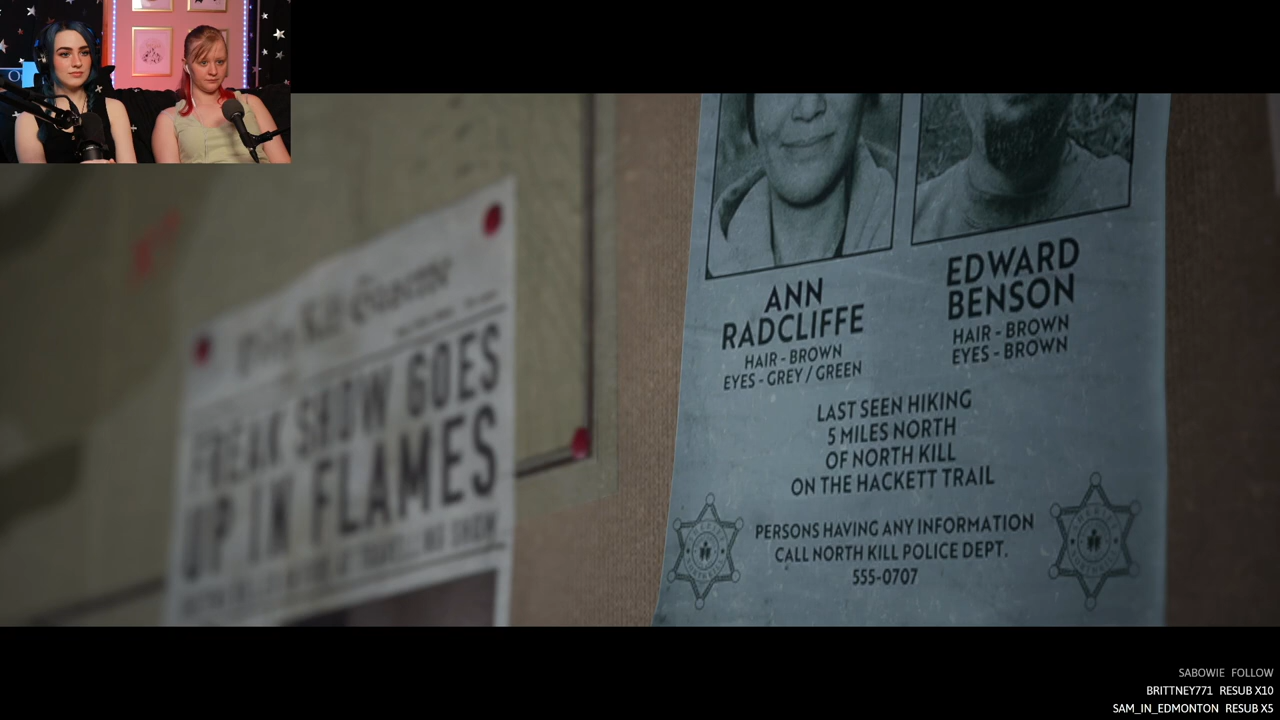 FREAK SHOW GOES
UP IN FLAMES
ANN
RADCLIFFE
HAIR - BROWN
EYES - GREY / GREEN
EDWARD
BENSON
HAIR - BROWN
EYES - BROWN
LAST SEEN HIKING
5 MILES NORTH
OF NORTH KILL
ON THE HACKETT TRAIL
PERSONS HAVING ANY INFORMATION
CALL NORTH KILL POLICE DEPT.
555-0707
SABOWIE FOLLOW
BRITTNEY771 RESUB X10
SAM_IN_EDMONTON RESUB X5